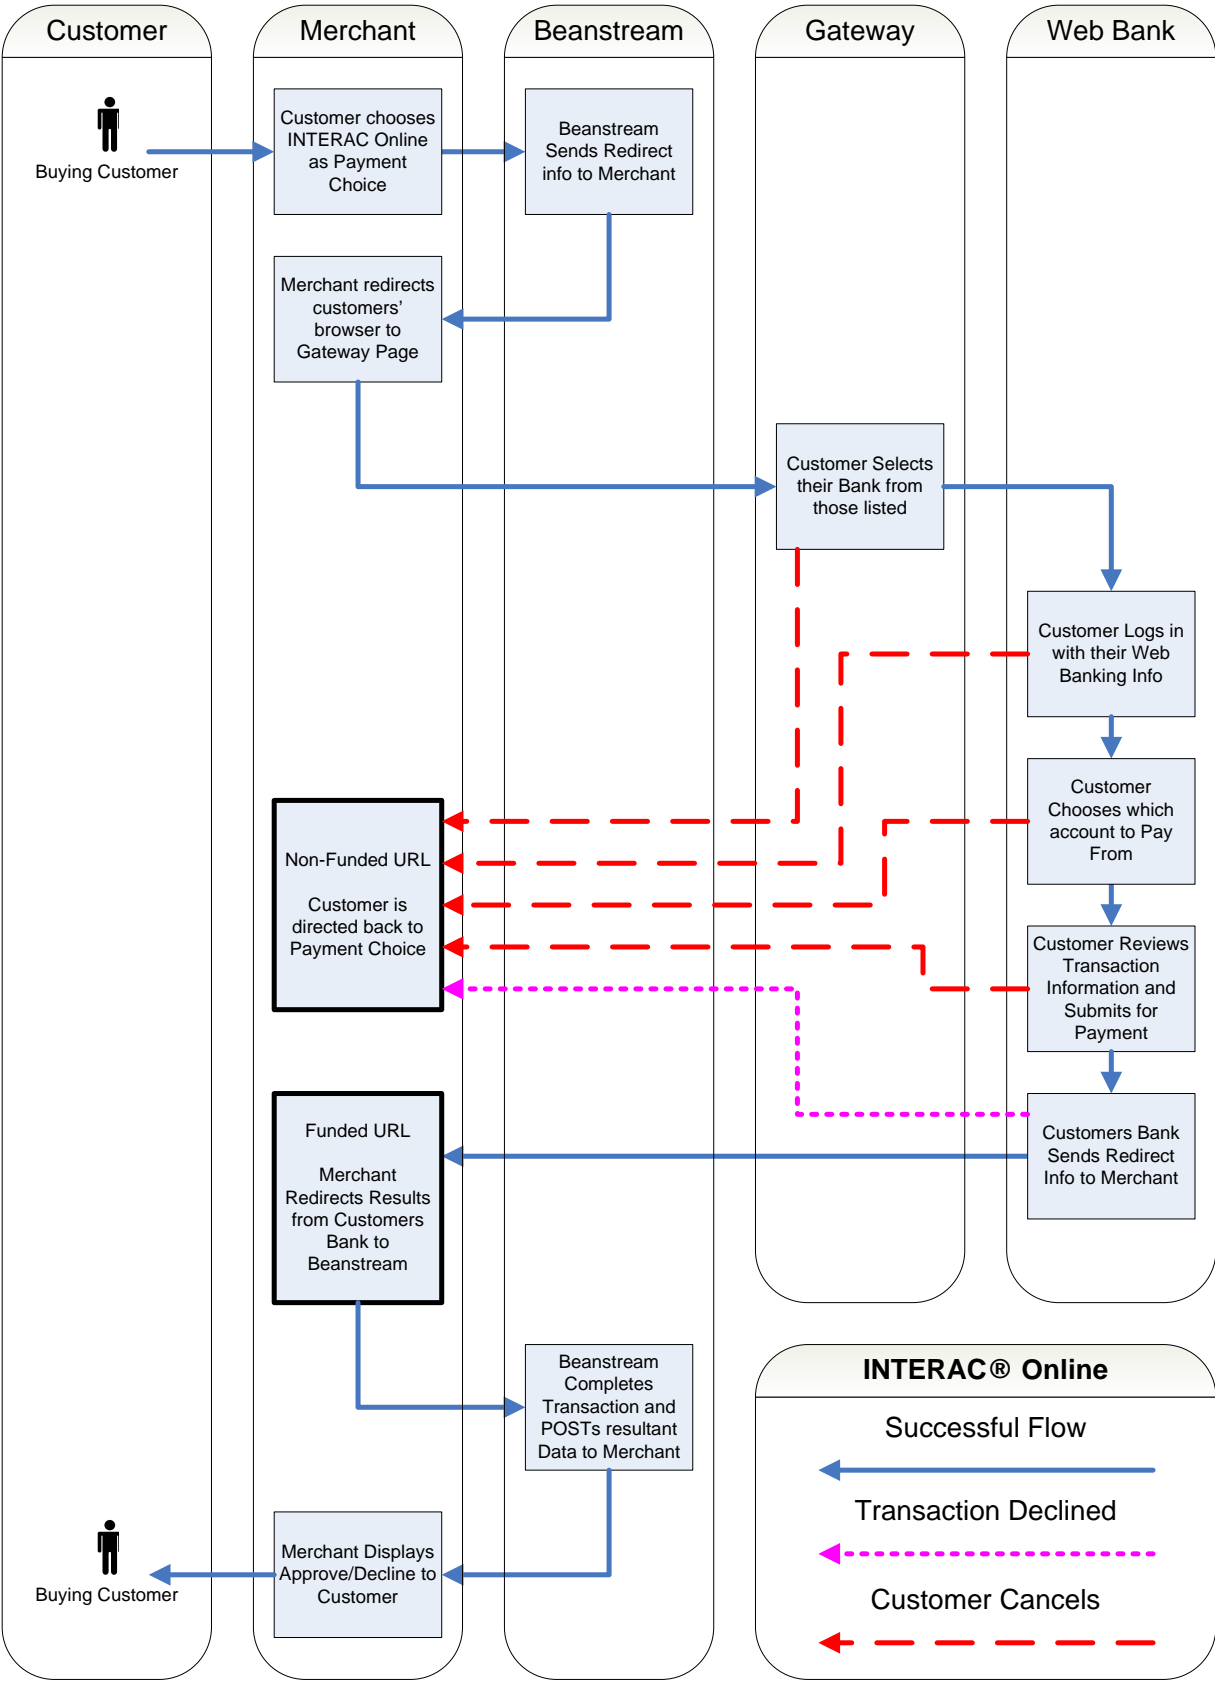 Customer
Merchant
Beanstream
Gateway
Web Bank
Buying Customer
Customer chooses
INTERAC Online
as Payment
Choice
Beanstream
Sends Redirect
info to Merchant
Merchant redirects
customers’
browser to
Gateway Page
Customer Selects
their Bank from
those listed
Customer Logs in
with their Web
Banking Info
Customer
Chooses which
account to Pay
From
Non-Funded URL
Customer is
directed back to
Payment Choice
Customer Reviews
Transaction
Information and
Submits for
Payment
Funded URL
Merchant
Redirects Results
from Customers
Bank to
Beanstream
Customers Bank
Sends Redirect
Info to Merchant
Beanstream
Completes
Transaction and
POSTs resultant
Data to Merchant
Merchant Displays
Approve/Decline to
Customer
Buying Customer
INTERAC® Online
Successful Flow
Transaction Declined
Customer Cancels